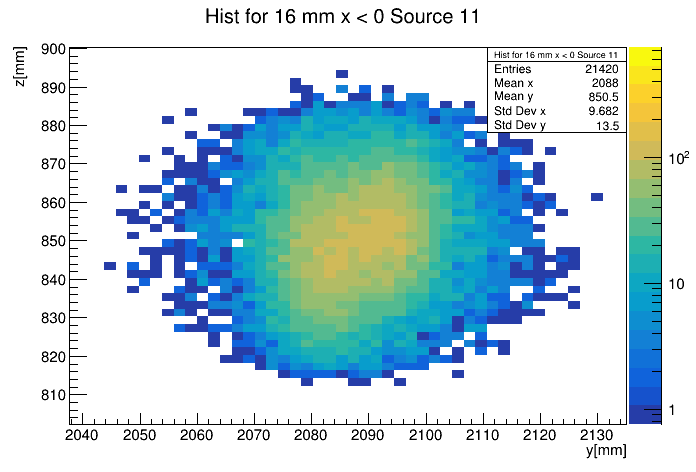 Hist for 16 mm x < 0 Source 11
z[mm]
900
890
880
870
860
850
840
830
820
810
2040 2050 2060 2070 2080 2090 2100 2110 2120 2130
y[mm]
Hist for 16 mm x < 0 Source 11
Entries 21420
Mean x 2088
Mean y 850.5
Std Dev x 9.682
Std Dev y 13.5
10²
10
1